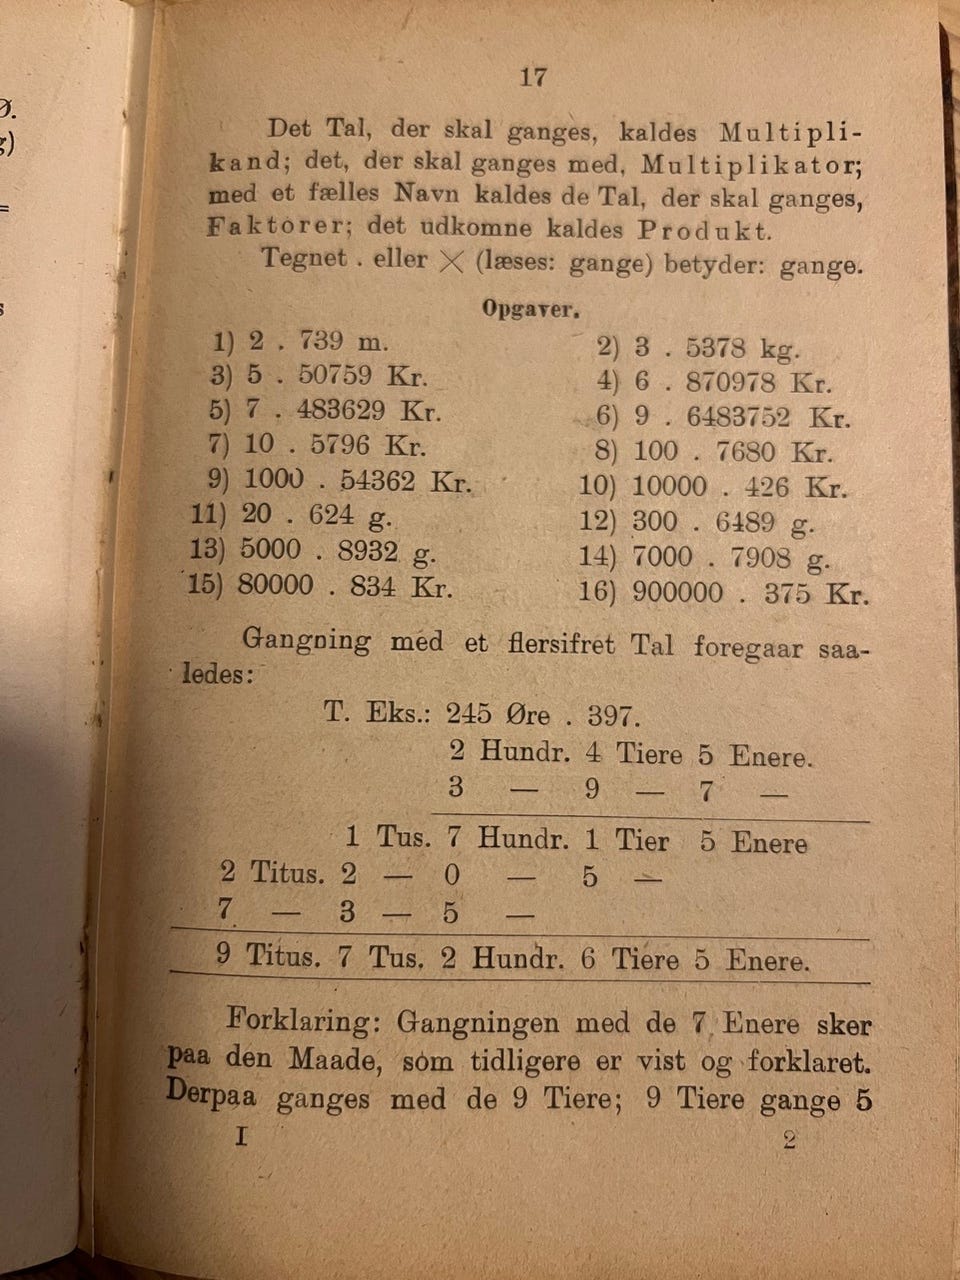 Ø.
g)
=
s
17
Det Tal, der skal ganges, kaldes Multipli-
kand; det, der skal ganges med, Multiplikator;
med et fælles Navn kaldes de Tal, der skal ganges,
Faktorer; det udkomne kaldes Produkt.
Tegnet . eller × (læses: gange) betyder: gange.
Opgaver.
1) 2 . 739 m. 2) 3 . 5378 kg.
3) 5 . 50759 Kr. 4) 6 . 870978 Kr.
5) 7 . 483629 Kr. 6) 9 . 6483752 Kr.
7) 10 . 5796 Kr. 8) 100 . 7680 Kr.
9) 1000 . 54362 Kr. 10) 10000 . 426 Kr.
11) 20 . 624 g. 12) 300 . 6489 g.
13) 5000 . 8932 g. 14) 7000 . 7908 g.
15) 80000 . 834 Kr. 16) 900000 . 375 Kr.
Gangning med et flersifret Tal foregaar saa-
ledes:
T. Eks.: 245 Øre . 397.
2 Hundr. 4 Tiere 5 Enere.
3 — 9 — 7 —
1 Tus. 7 Hundr. 1 Tier 5 Enere
2 Titus. 2 — 0 — 5 —
7 — 3 — 5 —
9 Titus. 7 Tus. 2 Hundr. 6 Tiere 5 Enere.
Forklaring: Gangningen med de 7 Enere sker
paa den Maade, som tidligere er vist og forklaret.
Derpaa ganges med de 9 Tiere; 9 Tiere gange 5
I 2